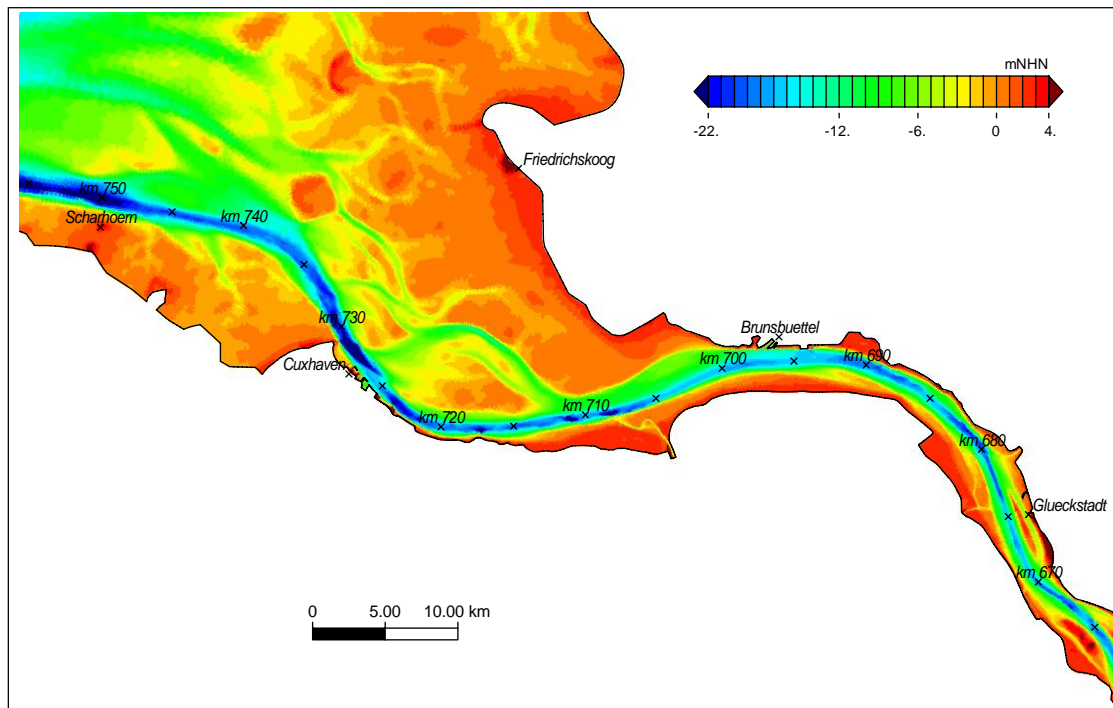 mNHN
-22. -12. -6. 0 4.
Friedrichskoog
km 750
Scharhoern
km 740
km 730
Brunsbuettel
km 700
km 690
Cuxhaven
km 710
km 720
km 680
Glueckstadt
km 670
0 5.00 10.00 km